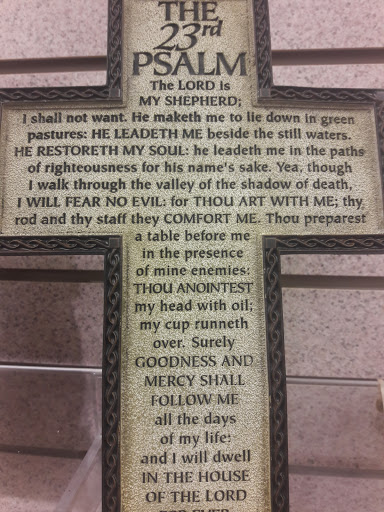 THE
23rd
PSALM
The LORD is
MY SHEPHERD;
I shall not want. He maketh me to lie down in green
pastures: HE LEADETH ME beside the still waters.
HE RESTORETH MY SOUL: he leadeth me in the paths
of righteousness for his name's sake. Yea, though
I walk through the valley of the shadow of death,
I WILL FEAR NO EVIL: for THOU ART WITH ME; thy
rod and thy staff they COMFORT ME. Thou preparest
a table before me
in the presence
of mine enemies:
THOU ANOINTEST
my head with oil;
my cup runneth
over. Surely
GOODNESS AND
MERCY SHALL
FOLLOW ME
all the days
of my life:
and I will dwell
IN THE HOUSE
OF THE LORD
FOR EVER